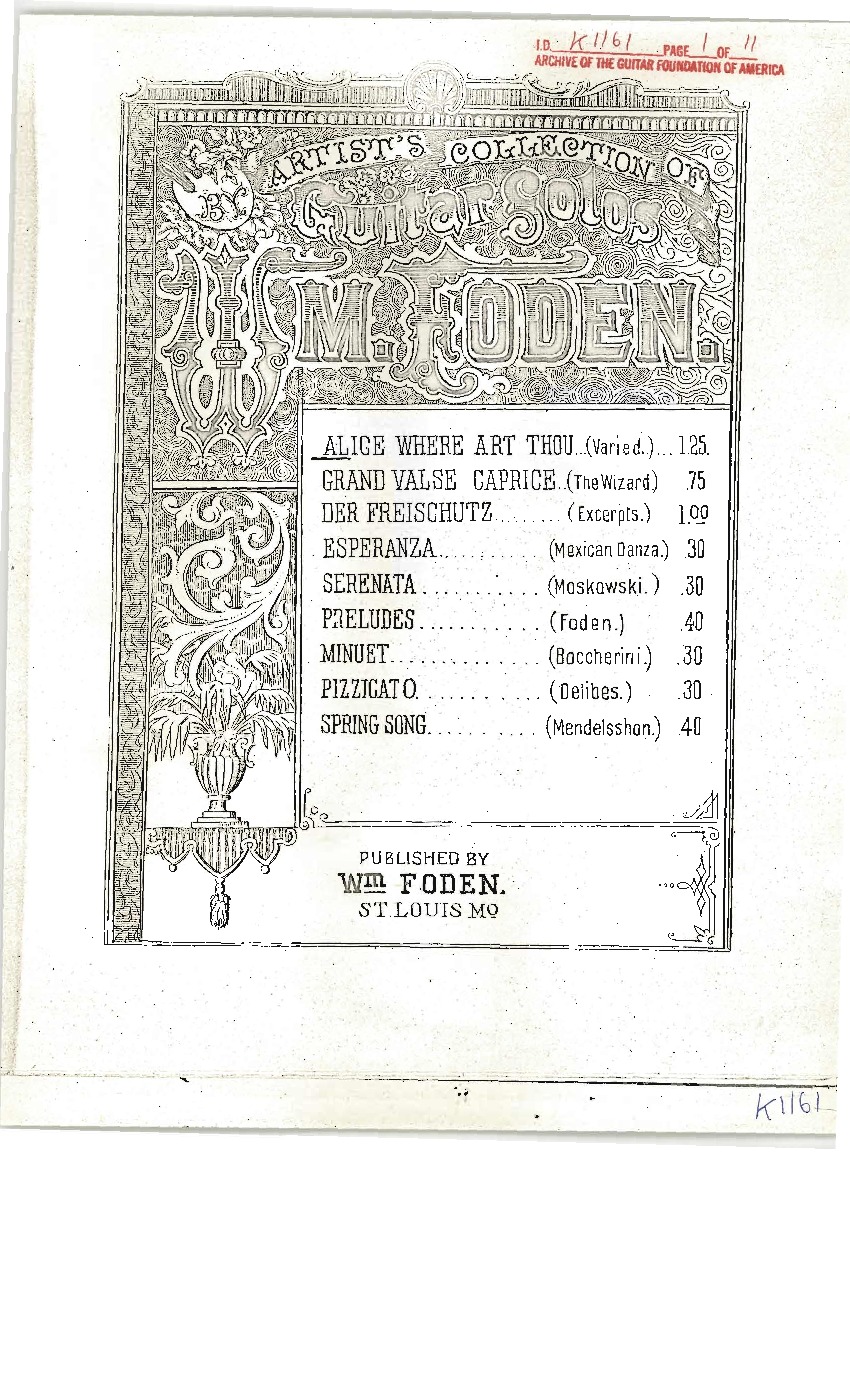 I.D. K1161 PAGE 1 OF 11
ARCHIVE OF THE GUITAR FOUNDATION OF AMERICA
ARTIST'S COLLECTION OF
Guitar Solos
BY
WM. FODEN.
ALICE WHERE ART THOU...(Varied.)... 1.25.
GRAND VALSE CAPRICE..(The Wizard.) .75
DER FREISCHUTZ........(Excerpts.) 1.00
ESPERANZA...........(Mexican Danza.) .30
SERENATA............(Moskowski.) .30
PRELUDES............(Foden.) .40
MINUET..............(Boccherini.) .30
PIZZICATO...........(Delibes.) .30
SPRING SONG..........(Mendelsshon.) .40
PUBLISHED BY
Wm FODEN.
ST. LOUIS MO
K1161